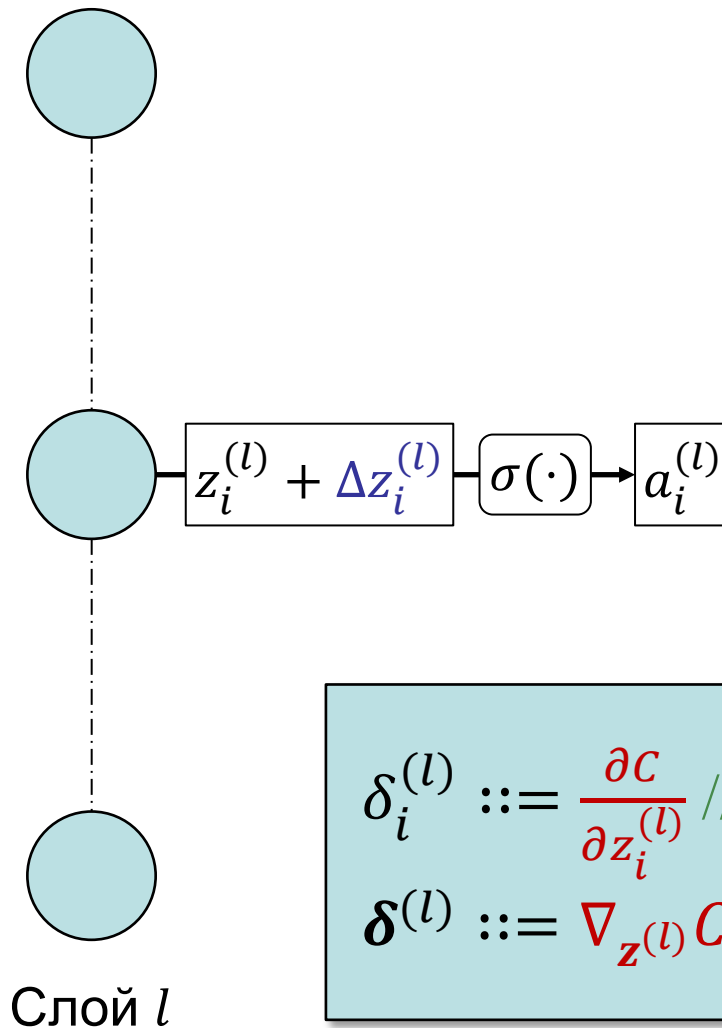 z_i^{(l)} + Δz_i^{(l)} σ(·) a_i^{(l)}
δ_i^{(l)} ::= ∂C/∂z_i^{(l)} //
δ^{(l)} ::= ∇_{z^{(l)}} C
Слой l